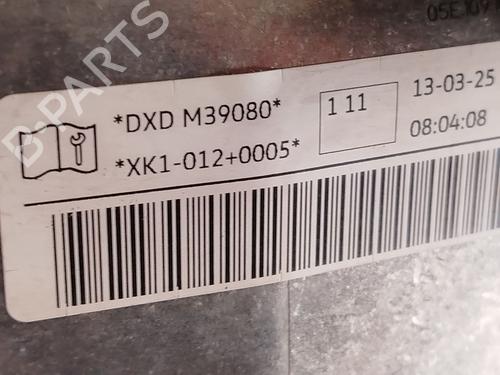 05E109
*DXD M39080*
*XK1-012+0005*
1 11
13-03-25
08:04:08
B-PARTS